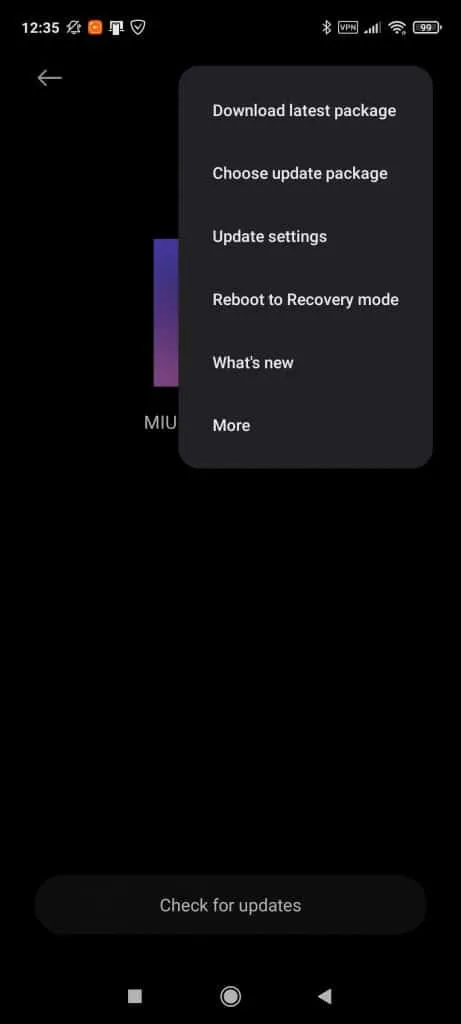 12:35
VPN
99
Download latest package
Choose update package
Update settings
Reboot to Recovery mode
What's new
More
MIU
Check for updates